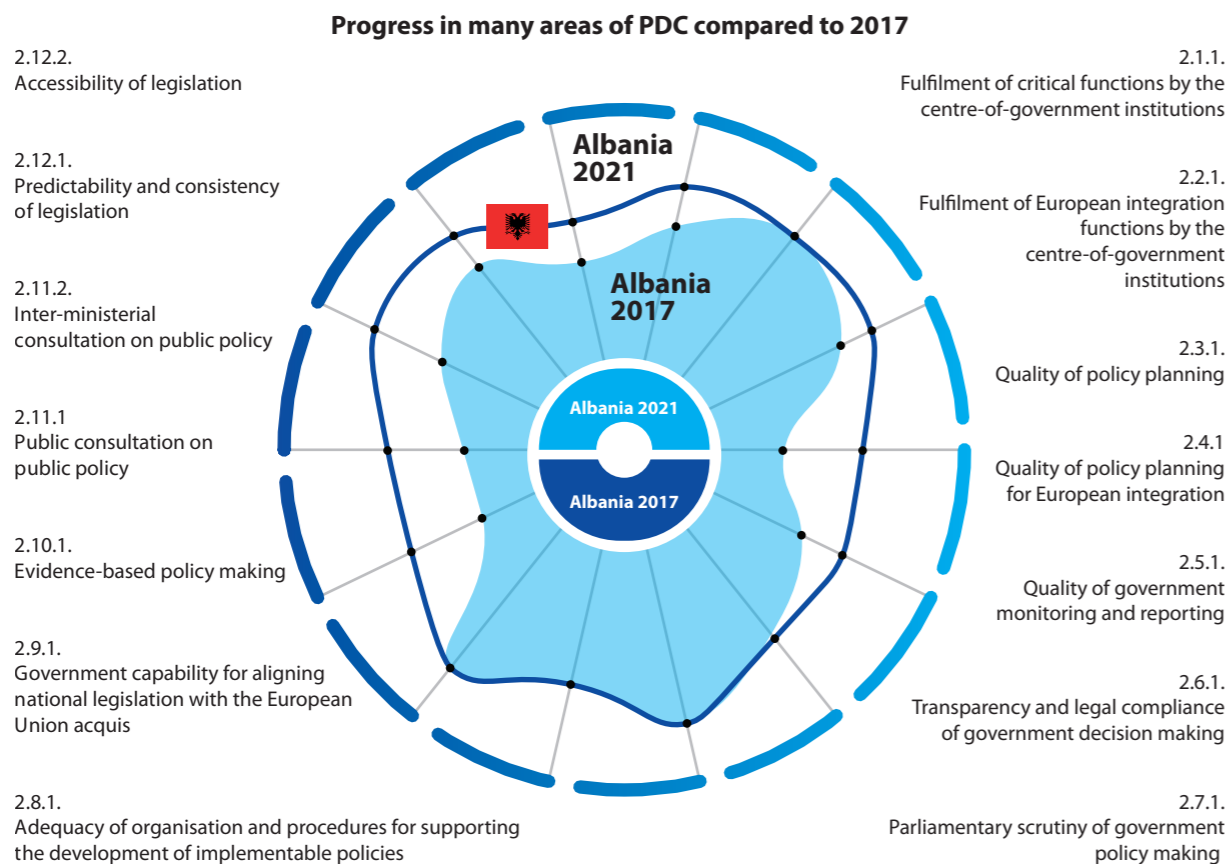 Progress in many areas of PDC compared to 2017
2.12.2.
Accessibility of legislation
2.12.1.
Predictability and consistency
of legislation
2.11.2.
Inter-ministerial
consultation on public policy
2.11.1
Public consultation on
public policy
2.10.1.
Evidence-based policy making
2.9.1.
Government capability for aligning
national legislation with the European
Union acquis
2.8.1.
Adequacy of organisation and procedures for supporting
the development of implementable policies
Albania
2021
Albania
2017
Albania 2021
Albania 2017
2.1.1.
Fulfilment of critical functions by the
centre-of-government institutions
2.2.1.
Fulfilment of European integration
functions by the
centre-of-government
institutions
2.3.1.
Quality of policy planning
2.4.1
Quality of policy planning
for European integration
2.5.1.
Quality of government
monitoring and reporting
2.6.1.
Transparency and legal compliance
of government decision making
2.7.1.
Parliamentary scrutiny of government
policy making